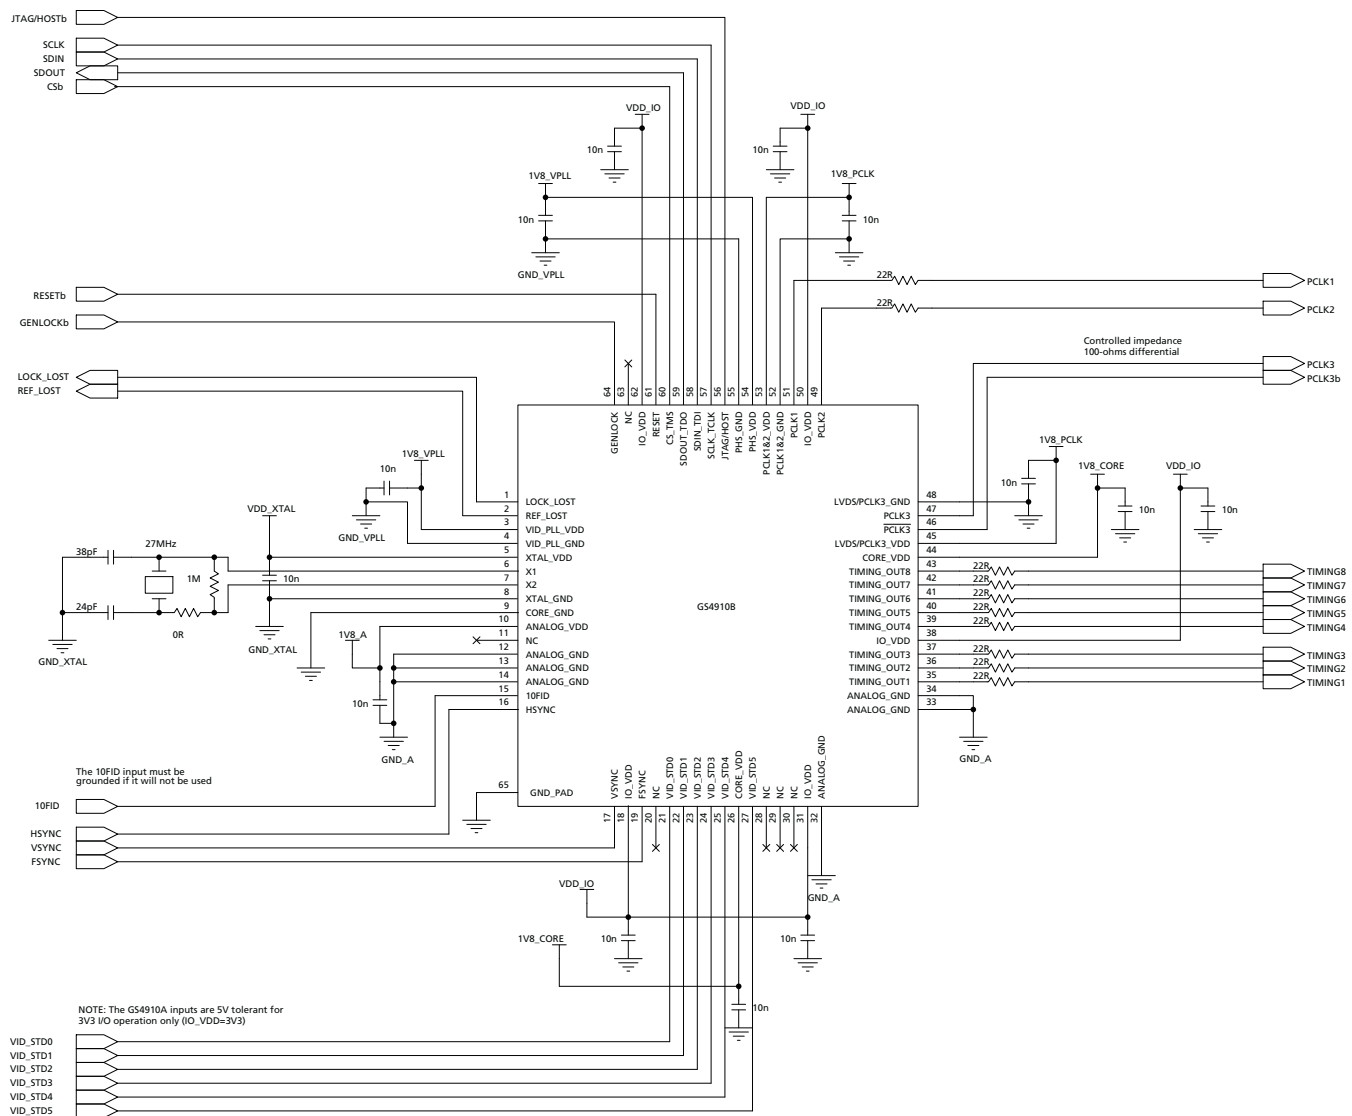 JTAG/HOSTb
SCLK
SDIN
SDOUT
CSb
VDD_IO
VDD_IO
10n
10n
1V8_VPLL
1V8_PCLK
10n
10n
GND_VPLL
22R
PCLK1
RESETb
22R
PCLK2
GENLOCKb
Controlled impedance
100-ohms differential
PCLK3
LOCK_LOST
PCLK3b
REF_LOST
64
63
62
61
60
59
58
57
56
55
54
53
52
51
50
49
GENLOCK
NC
IO_VDD
RESET
CS_TMS
SDOUT_TDO
SDIN_TDI
SCLK_TCLK
JTAG/HOST
PHS_GND
PHS_VDD
PCLK1&2_VDD
PCLK1&2_GND
PCLK1
IO_VDD
PCLK2
1V8_VPLL
10n
GND_VPLL
1V8_PCLK
10n
1V8_CORE
10n
VDD_IO
10n
VDD_XTAL
38pF
27MHz
1M
10n
24pF
0R
GND_XTAL
GND_XTAL
1V8_A
10n
GND_A
1 LOCK_LOST
2 REF_LOST
3 VID_PLL_VDD
4 VID_PLL_GND
5 XTAL_VDD
6 X1
7 X2
8 XTAL_GND
9 CORE_GND
10 ANALOG_VDD
11 NC
12 ANALOG_GND
13 ANALOG_GND
14 ANALOG_GND
15 10FID
16 HSYNC
65 GND_PAD
GS4910B
LVDS/PCLK3_GND 48
PCLK3 47
PCLK3 46
LVDS/PCLK3_VDD 45
CORE_VDD 44
TIMING_OUT8 43 22R TIMING8
TIMING_OUT7 42 22R TIMING7
TIMING_OUT6 41 22R TIMING6
TIMING_OUT5 40 22R TIMING5
TIMING_OUT4 39 22R TIMING4
IO_VDD 38
TIMING_OUT3 37 22R TIMING3
TIMING_OUT2 36 22R TIMING2
TIMING_OUT1 35 22R TIMING1
ANALOG_GND 34
ANALOG_GND 33
GND_A
The 10FID input must be
grounded if it will not be used
10FID
HSYNC
VSYNC
FSYNC
VSYNC
IO_VDD
FSYNC
NC
VID_STD0
VID_STD1
VID_STD2
VID_STD3
VID_STD4
CORE_VDD
VID_STD5
NC
NC
NC
IO_VDD
ANALOG_GND
17
18
19
20
21
22
23
24
25
26
27
28
29
30
31
32
VDD_IO
GND_A
10n
10n
1V8_CORE
10n
NOTE: The GS4910A inputs are 5V tolerant for
3V3 I/O operation only (IO_VDD=3V3)
VID_STD0
VID_STD1
VID_STD2
VID_STD3
VID_STD4
VID_STD5